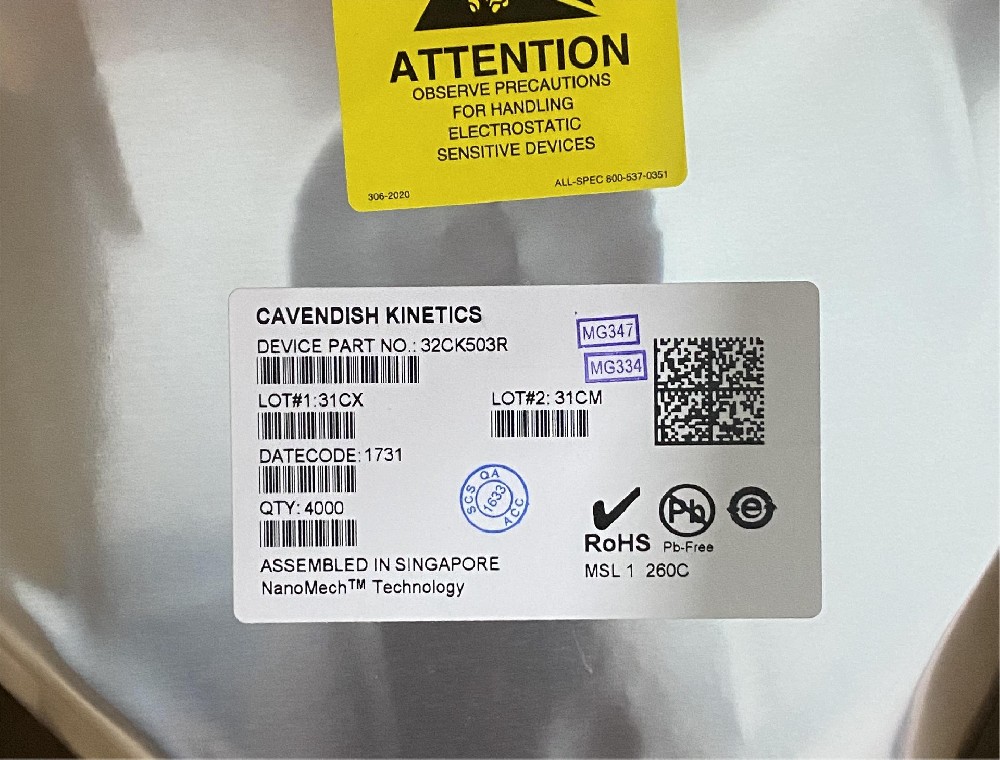 ATTENTION
OBSERVE PRECAUTIONS
FOR HANDLING
ELECTROSTATIC
SENSITIVE DEVICES
306-2020
ALL-SPEC 800-537-0351
CAVENDISH KINETICS
MG347
DEVICE PART NO.: 32CK503R
MG334
LOT#1:31CX
LOT#2: 31CM
DATECODE:1731
SCS QA
1633
ACC
QTY: 4000
Pb
e
RoHS
Pb-Free
ASSEMBLED IN SINGAPORE
MSL 1 260C
NanoMech™ Technology